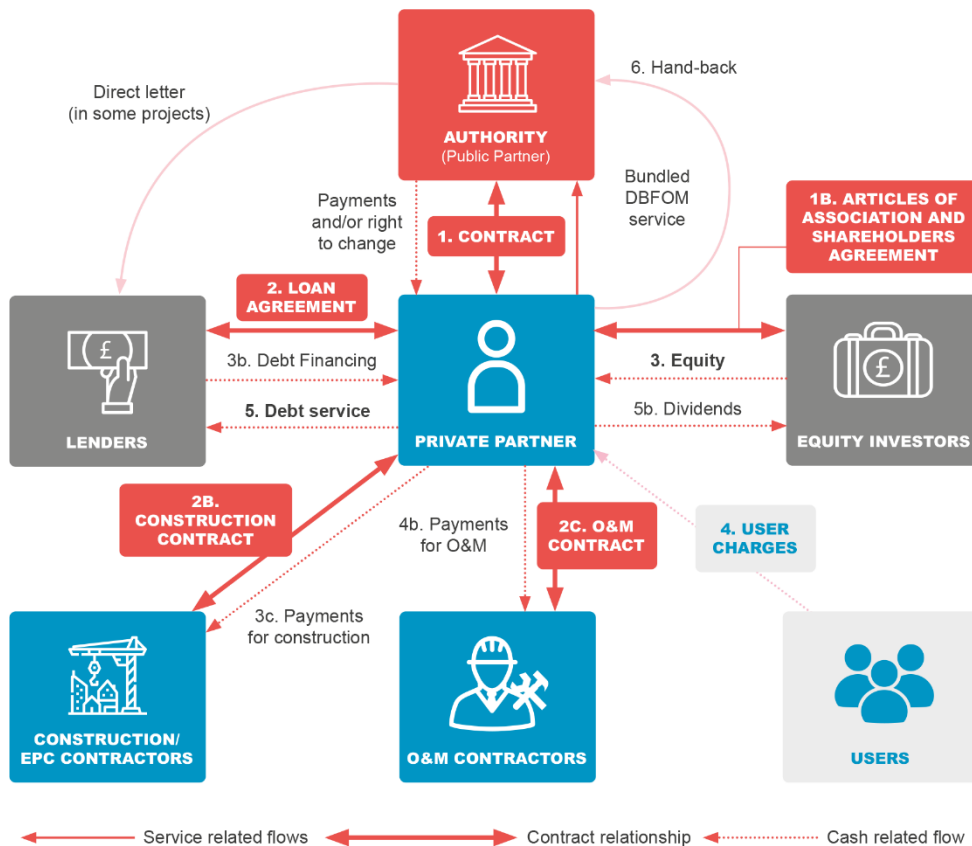 6. Hand-back
Direct letter
(in some projects)
AUTHORITY
(Public Partner)
Bundled
DBFOM
service
1B. ARTICLES OF
ASSOCIATION AND
SHAREHOLDERS
AGREEMENT
Payments
and/or right
to change
1. CONTRACT
2. LOAN
AGREEMENT
£
3b. Debt Financing
3. Equity
£
5. Debt service
5b. Dividends
LENDERS
PRIVATE PARTNER
EQUITY INVESTORS
2B.
CONSTRUCTION
CONTRACT
4b. Payments
for O&M
2C. O&M
CONTRACT
4. USER
CHARGES
3c. Payments
for construction
CONSTRUCTION/
EPC CONTRACTORS
O&M CONTRACTORS
USERS
Service related flows
Contract relationship
Cash related flow